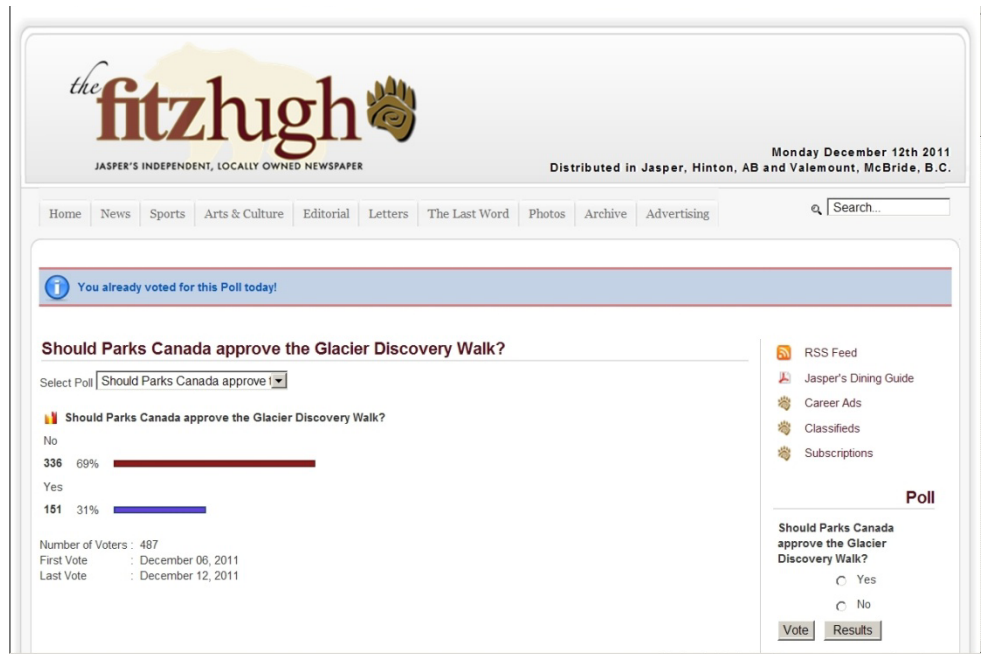 the
fitzhugh
JASPER'S INDEPENDENT, LOCALLY OWNED NEWSPAPER
Monday December 12th 2011
Distributed in Jasper, Hinton, AB and Valemount, McBride, B.C.
Home News Sports Arts & Culture Editorial Letters The Last Word Photos Archive Advertising
Search...
You already voted for this Poll today!
Should Parks Canada approve the Glacier Discovery Walk?
Select Poll Should Parks Canada approve t
Should Parks Canada approve the Glacier Discovery Walk?
No
336 69%
Yes
151 31%
Number of Voters : 487
First Vote : December 06, 2011
Last Vote : December 12, 2011
RSS Feed
Jasper's Dining Guide
Career Ads
Classifieds
Subscriptions
Poll
Should Parks Canada
approve the Glacier
Discovery Walk?
Yes
No
Vote Results